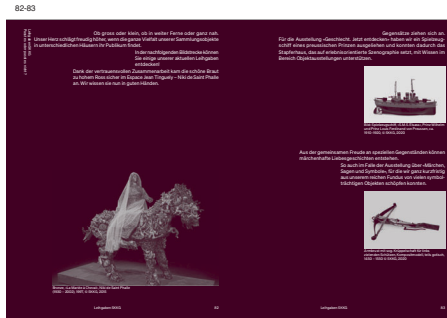 82-83
Ob gross oder klein, ob in weiter Ferne oder ganz nah.
Unser Herz schlägt freudig höher, wenn die ganze Vielfalt unserer Sammlungsobjekte
in unterschiedlichen Häusern ihr Publikum findet.
In der nachfolgenden Bildstrecke können
Sie einige unserer aktuellen Leihgaben
entdecken!
Dank der vertrauensvollen Zusammenarbeit kam die schöne Braut
zu hohem Ross sicher im Espace Jean Tinguely – Niki de Saint Phalle
an. Wir wissen sie nun in guten Händen.
Leihgaben SKKG
82
Gegensätze ziehen sich an.
Für die Ausstellung «Geschlecht. Jetzt entdecken» haben wir ein Spielzeug-
schiff eines preussischen Prinzen ausgeliehen und konnten dadurch das
Stapferhaus, das auf erlebnisorientierte Szenographie setzt, mit Wissen im
Bereich Objektausstellungen unterstützen.
Aus der gemeinsamen Freude an speziellen Gegenständen können
märchenhafte Liebesgeschichten entstehen.
So auch im Falle der Ausstellung über «Märchen,
Sagen und Symbole», für die wir ganz kurzfristig
aus unserem reichen Fundus von vielen symbol-
trächtigen Objekten schöpfen konnten.
Leihgaben SKKG